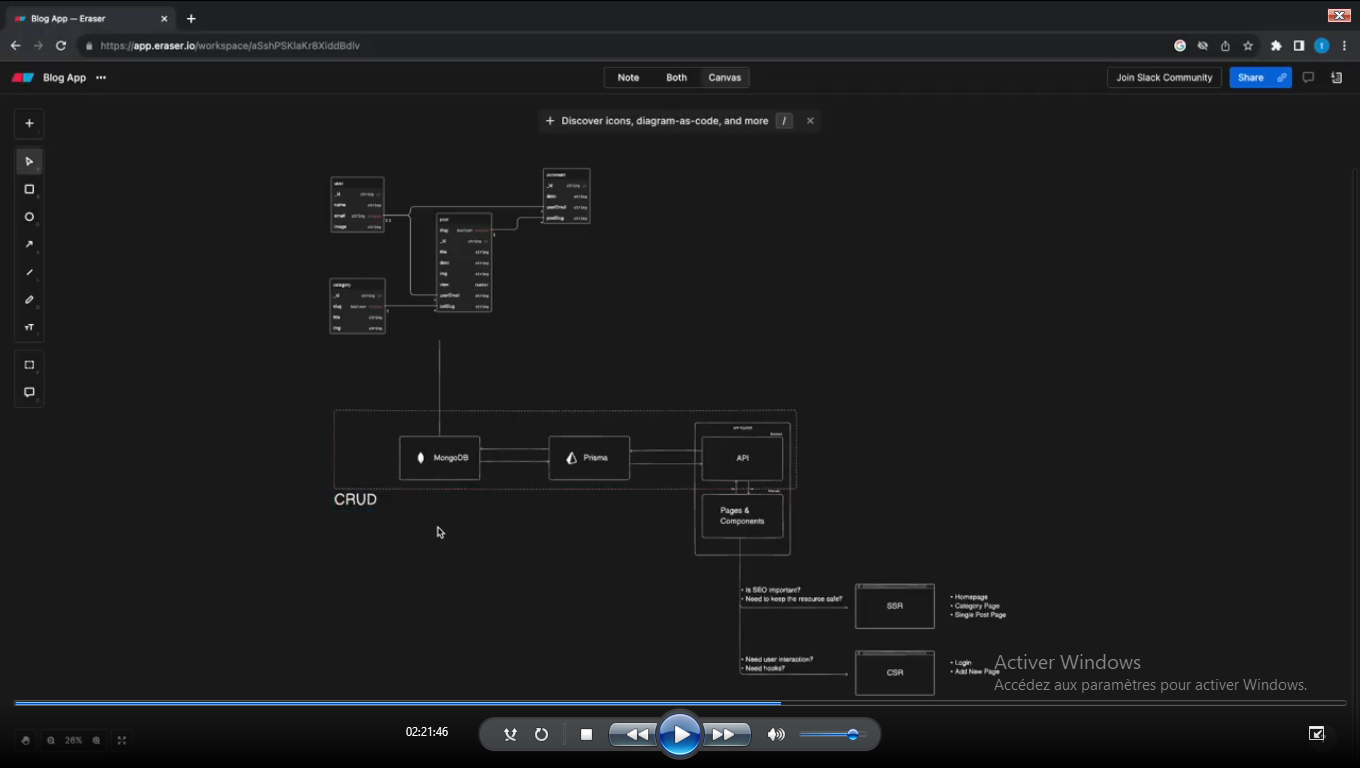 Blog App — Eraser
https://app.eraser.io/workspace/aSshPSKlaKr8XiddBdlv
Blog App
Note
Both
Canvas
Join Slack Community
Share
Discover icons, diagram-as-code, and more
/
user
_id string
name string
email string
image string
comment
_id string
desc string
userEmail string
postSlug string
post
slug boolean
_id string
title string
desc string
img string
view number
userEmail string
catSlug string
category
_id string
slug boolean
title string
img string
MongoDB
Prisma
APP ROUTER
API
CRUD
Pages &
Components
• Is SEO important?
• Need to keep the resource safe?
SSR
• Homepage
• Category Page
• Single Post Page
• Need user interaction?
• Need hooks?
CSR
• Login
• Add New Page
Activer Windows
Accédez aux paramètres pour activer Windows.
26%
02:21:46